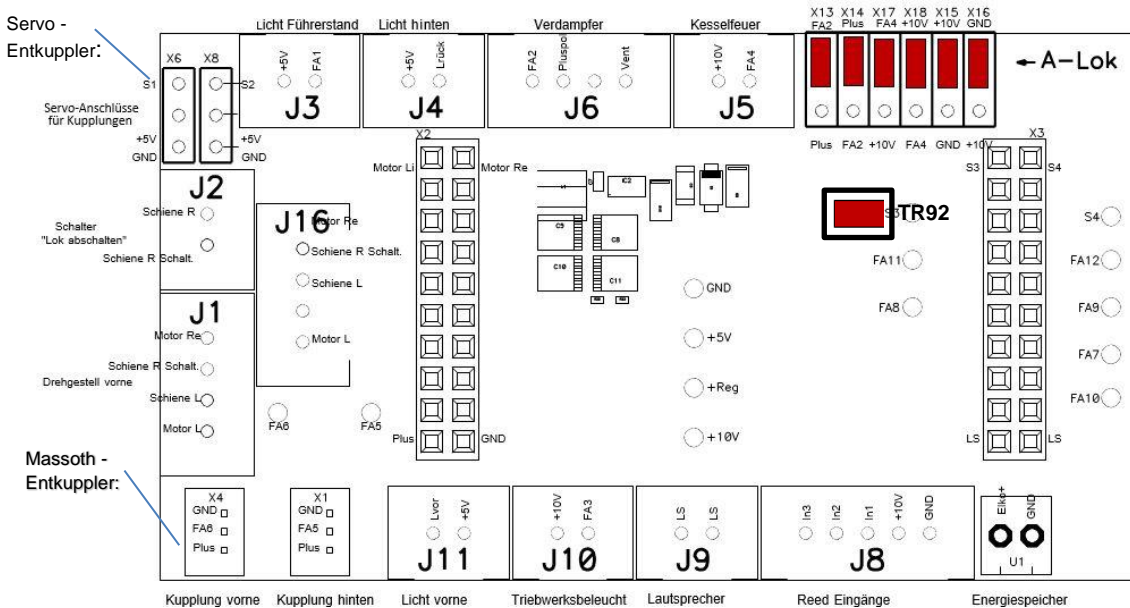 Servo -
Entkuppler:
Licht Führerstand
Licht hinten
Verdampfer
Kesselfeuer
X13 X14 X17 X18 X15 X16
FA2 Plus FA4 +10V +10V GND
A-Lok
Plus FA2 +10V FA4 GND +10V
X6 X8
S1 S2
Servo-Anschlüsse
für Kupplungen
+5V +5V
GND GND
+5V FA1
J3
+5V Lrück
J4
FA2 Pluspol Vent
J6
+10V FA4
J5
X2
Motor Li Motor Re
Plus GND
X3
S3 S4
LS LS
J2
Schiene R
Schalter
"Lok abschalten"
Schiene R Schalt.
J16
Motor Re
Schiene R Schalt.
Schiene L
Motor L
J1
Motor Re
Schiene R Schalt.
Drehgestell vorne
Schiene L
Motor L
FA6 FA5
IC2
C9 C8
C10 C11
GND
+5V
+Reg
+10V
S3
TR92
FA11
FA8
S4
FA12
FA9
FA7
FA10
Massoth -
Entkuppler:
X4
GND
FA6
Plus
X1
GND
FA5
Plus
Lvor +5V
J11
+10V FA3
J10
LS LS
J9
In3 In2 In1 +10V GND
J8
Elko+ GND
U1
Kupplung vorne
Kupplung hinten
Licht vorne
Triebwerksbeleucht
Lautsprecher
Reed Eingänge
Energiespeicher